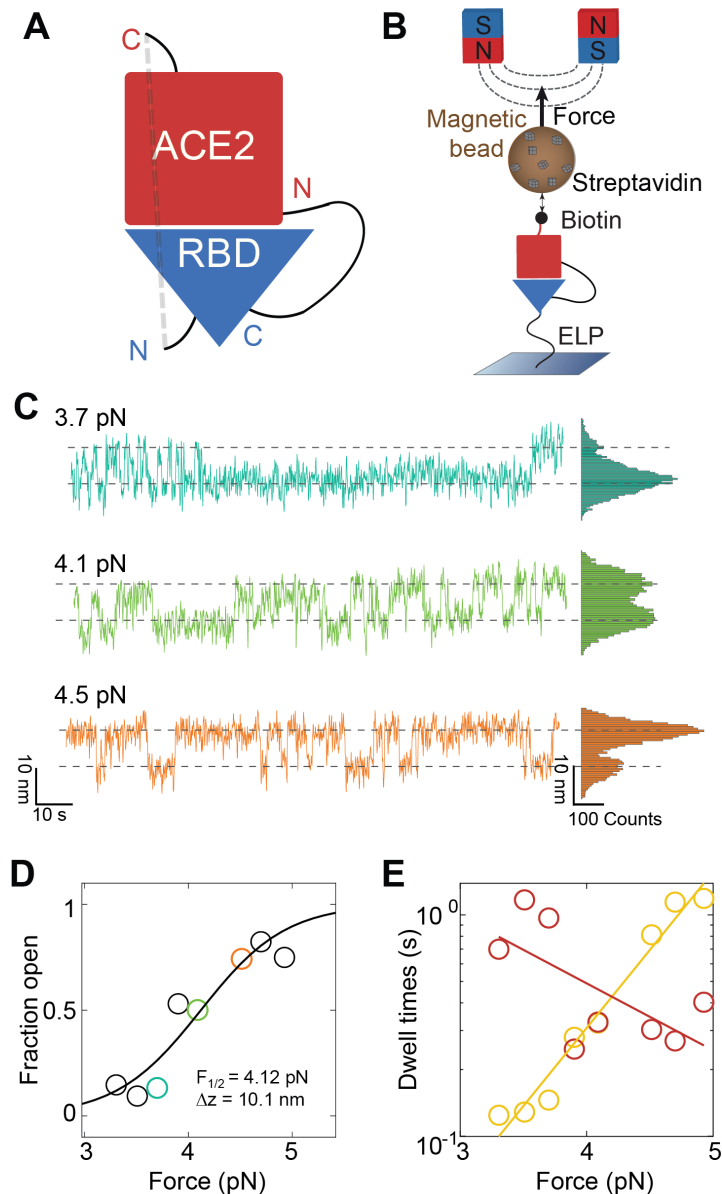 A
C
ACE2
N
RBD
N
C
B
S
N
N
S
Force
Magnetic
bead
Streptavidin
Biotin
ELP
C
3.7 pN
4.1 pN
4.5 pN
10 nm
10 s
10 nm
100 Counts
D
1
0.5
0
Fraction open
F1/2 = 4.12 pN
Δz = 10.1 nm
3
4
5
Force (pN)
E
10^0
10^-1
Dwell times (s)
3
4
5
Force (pN)